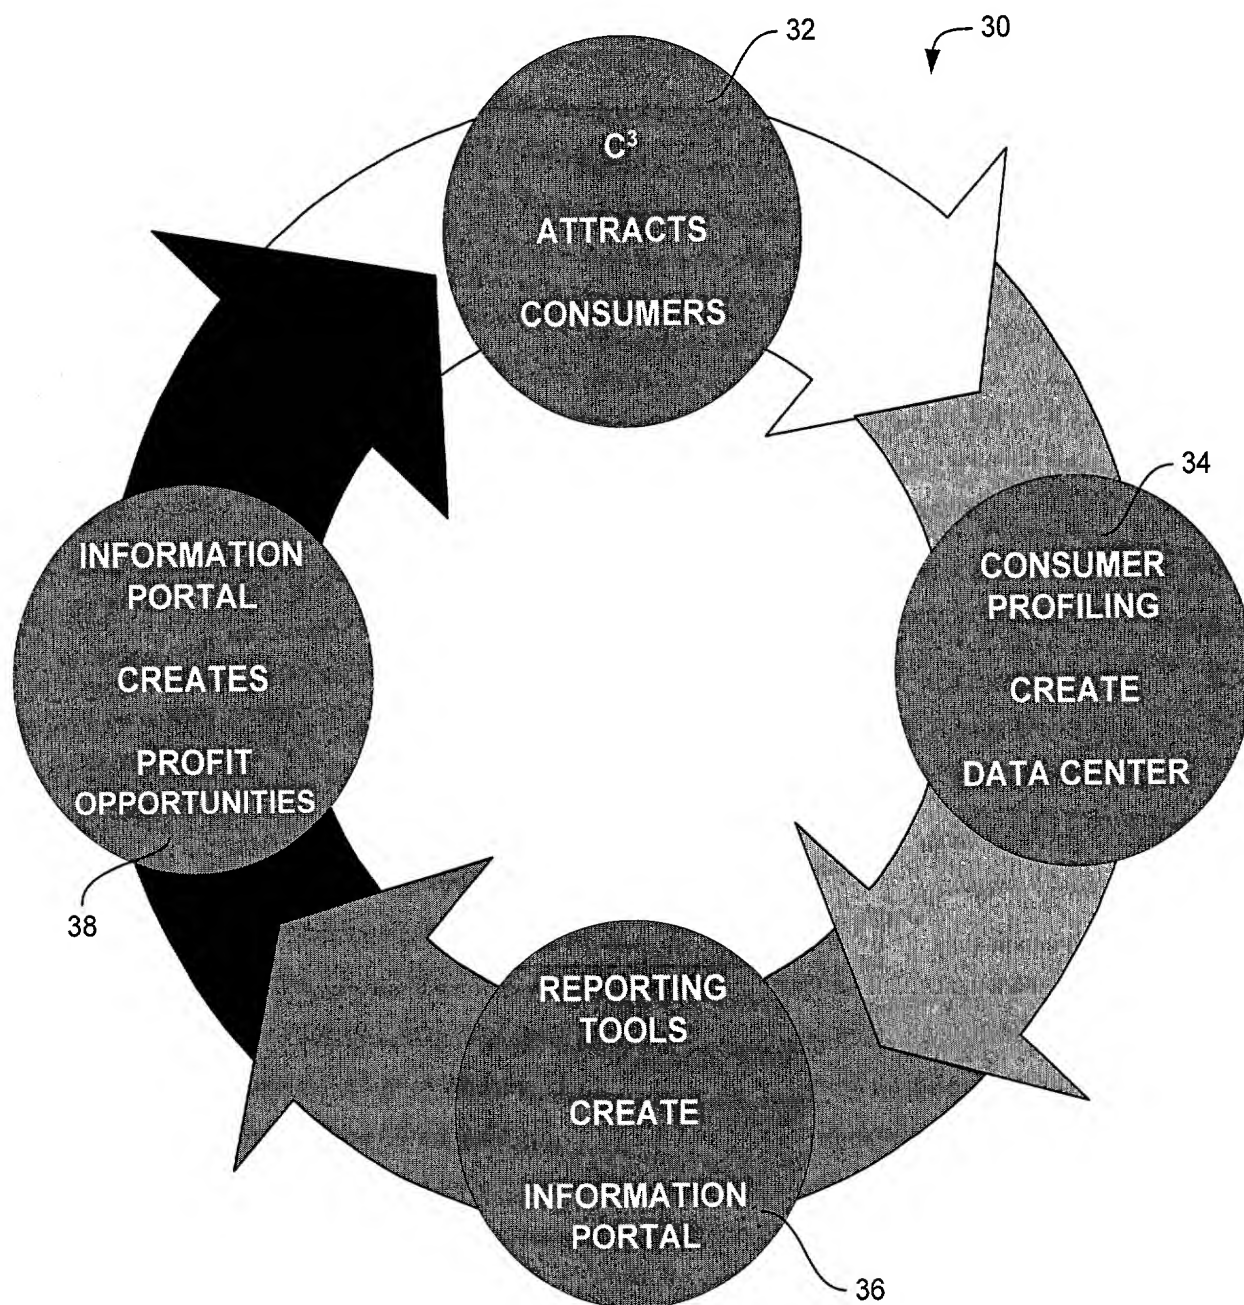 32
30
C³
ATTRACTS
CONSUMERS
34
CONSUMER
PROFILING
CREATE
DATA CENTER
INFORMATION
PORTAL
CREATES
PROFIT
OPPORTUNITIES
38
REPORTING
TOOLS
CREATE
INFORMATION
PORTAL
36